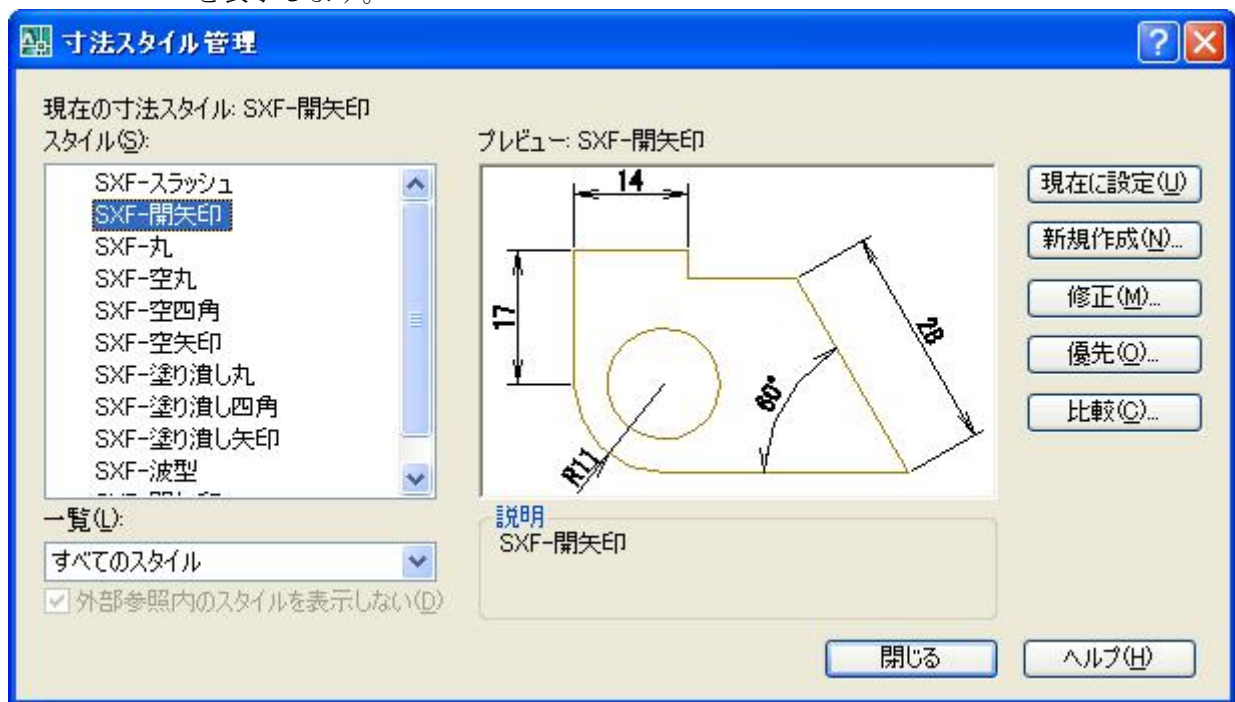 を表示します。
寸法スタイル管理
現在の寸法スタイル: SXF-開矢印
スタイル(S):
プレビュー: SXF-開矢印
SXF-スラッシュ
SXF-開矢印
SXF-丸
SXF-空丸
SXF-空四角
SXF-空矢印
SXF-塗り潰し丸
SXF-塗り潰し四角
SXF-塗り潰し矢印
SXF-波型
14
17
28
60°
R11
現在に設定(U)
新規作成(N)...
修正(M)...
優先(O)...
比較(C)...
一覧(L):
すべてのスタイル
外部参照内のスタイルを表示しない(D)
説明
SXF-開矢印
閉じる
ヘルプ(H)